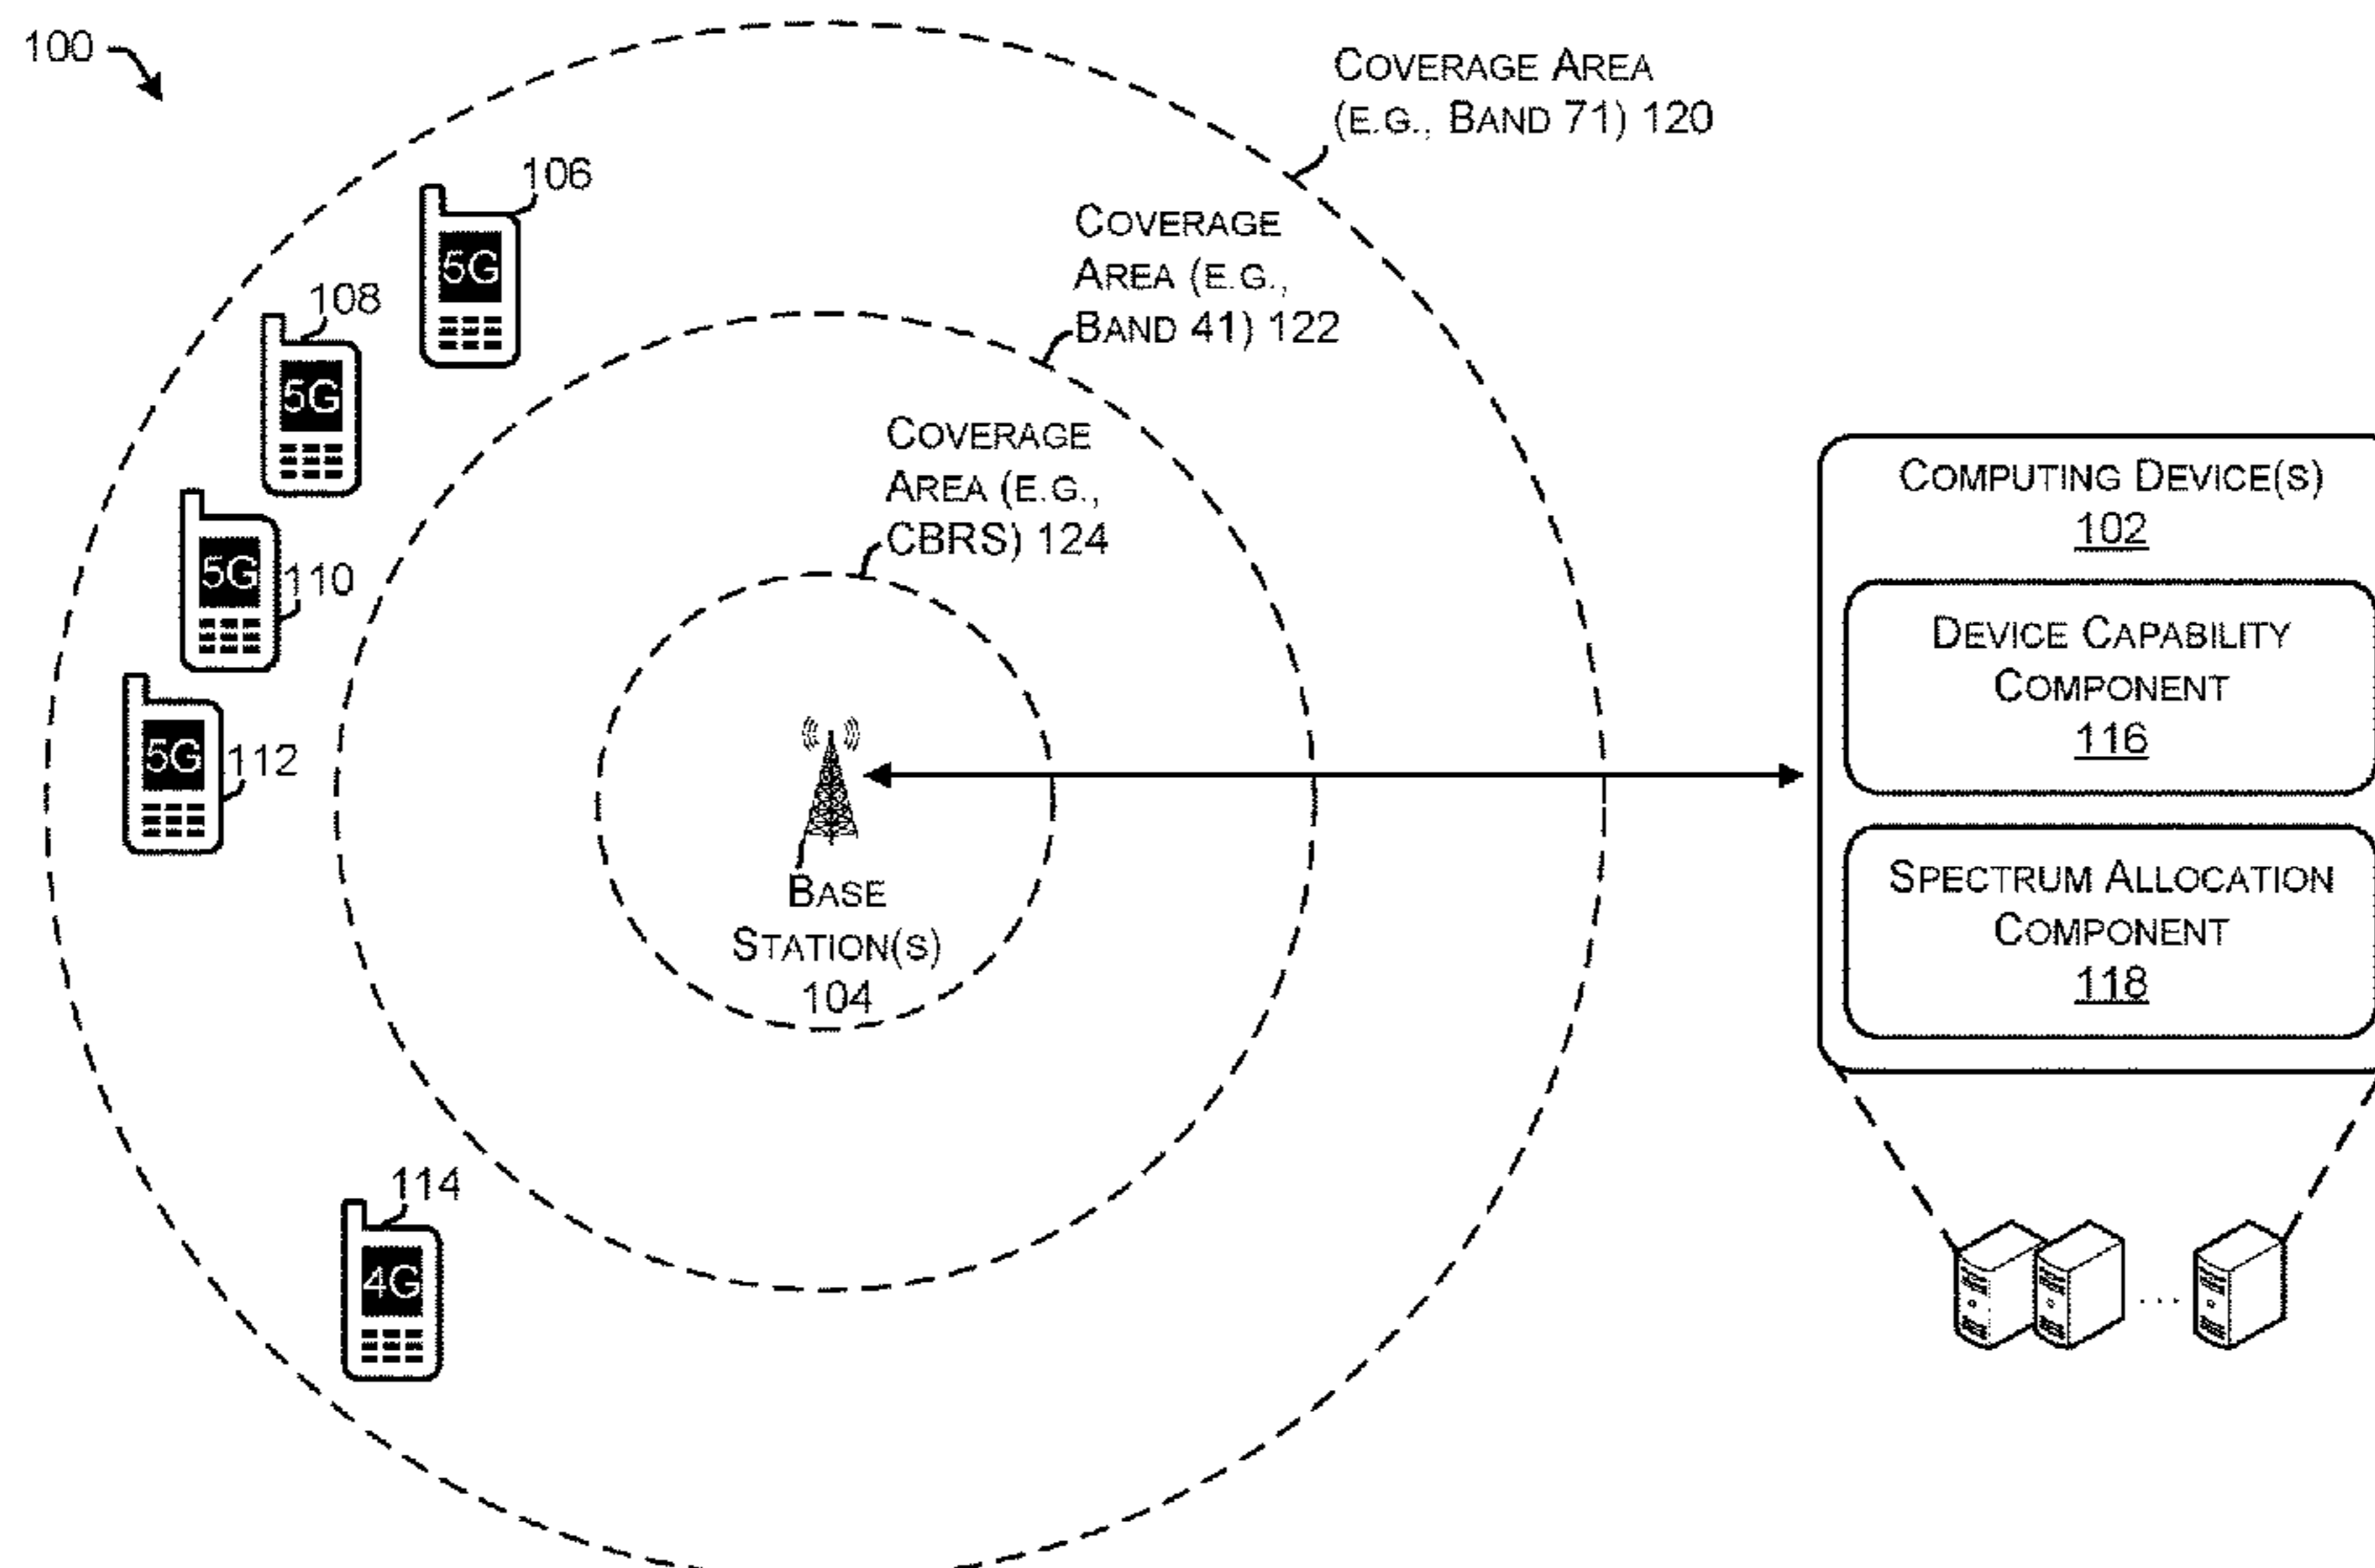 100
COVERAGE AREA
(E.G., BAND 71) 120
106
COVERAGE
AREA (E.G.,
BAND 41) 122
5G
108
5G
COVERAGE
AREA (E.G.,
CBRS) 124
110
5G
112
5G
BASE
STATION(S)
104
114
4G
COMPUTING DEVICE(S)
102
DEVICE CAPABILITY
COMPONENT
116
SPECTRUM ALLOCATION
COMPONENT
118
...